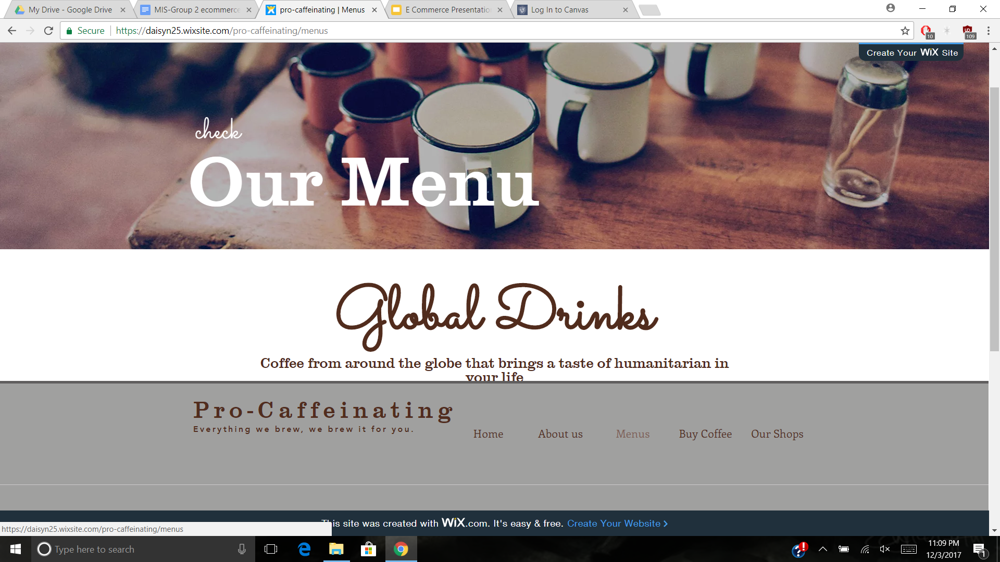 My Drive - Google Drive
MIS-Group 2 ecommerce
pro-caffeinating | Menus
E Commerce Presentatio
Log In to Canvas
Secure
https://daisyn25.wixsite.com/pro-caffeinating/menus
10
109
Create Your WiX Site
check
Our Menu
Global Drinks
Coffee from around the globe that brings a taste of humanitarian in
your life
Pro-Caffeinating
Everything we brew, we brew it for you.
Home
About us
Menus
Buy Coffee
Our Shops
This site was created with WiX.com. It's easy & free. Create Your Website >
https://daisyn25.wixsite.com/pro-caffeinating/menus
Type here to search
11:09 PM
12/3/2017
1